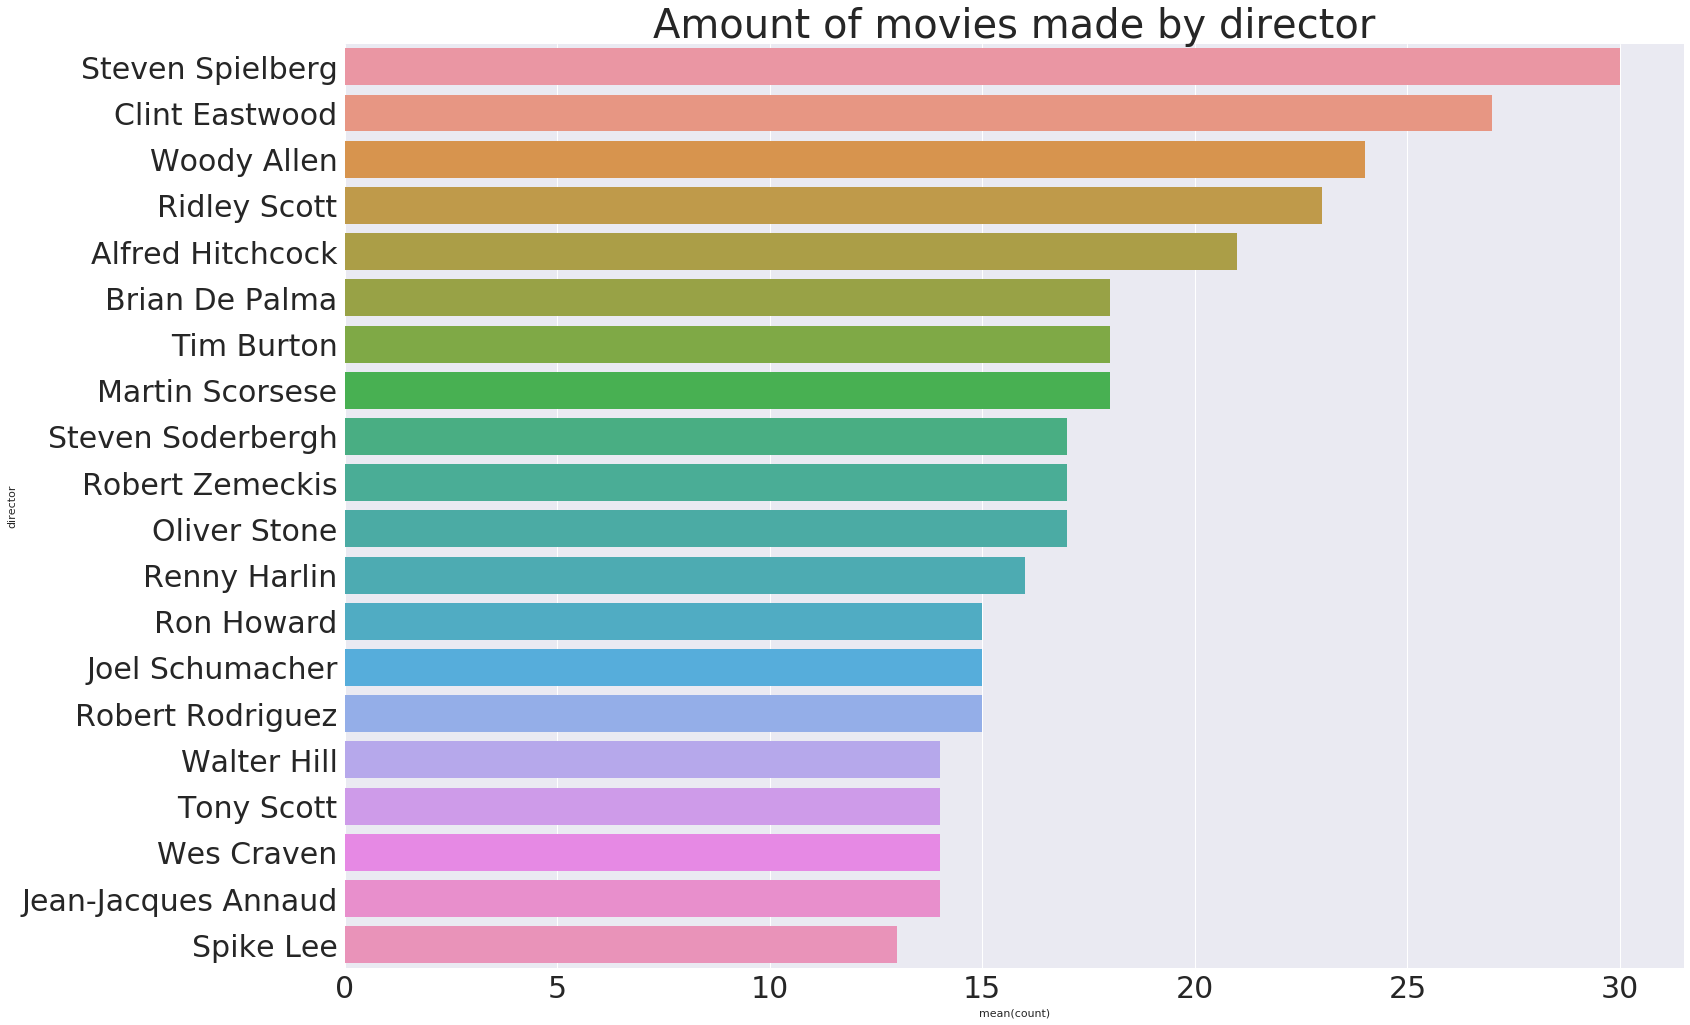 Amount of movies made by director
Steven Spielberg
Clint Eastwood
Woody Allen
Ridley Scott
Alfred Hitchcock
Brian De Palma
Tim Burton
Martin Scorsese
Steven Soderbergh
Robert Zemeckis
Oliver Stone
Renny Harlin
Ron Howard
Joel Schumacher
Robert Rodriguez
Walter Hill
Tony Scott
Wes Craven
Jean-Jacques Annaud
Spike Lee
director
0 5 10 15 20 25 30
mean(count)